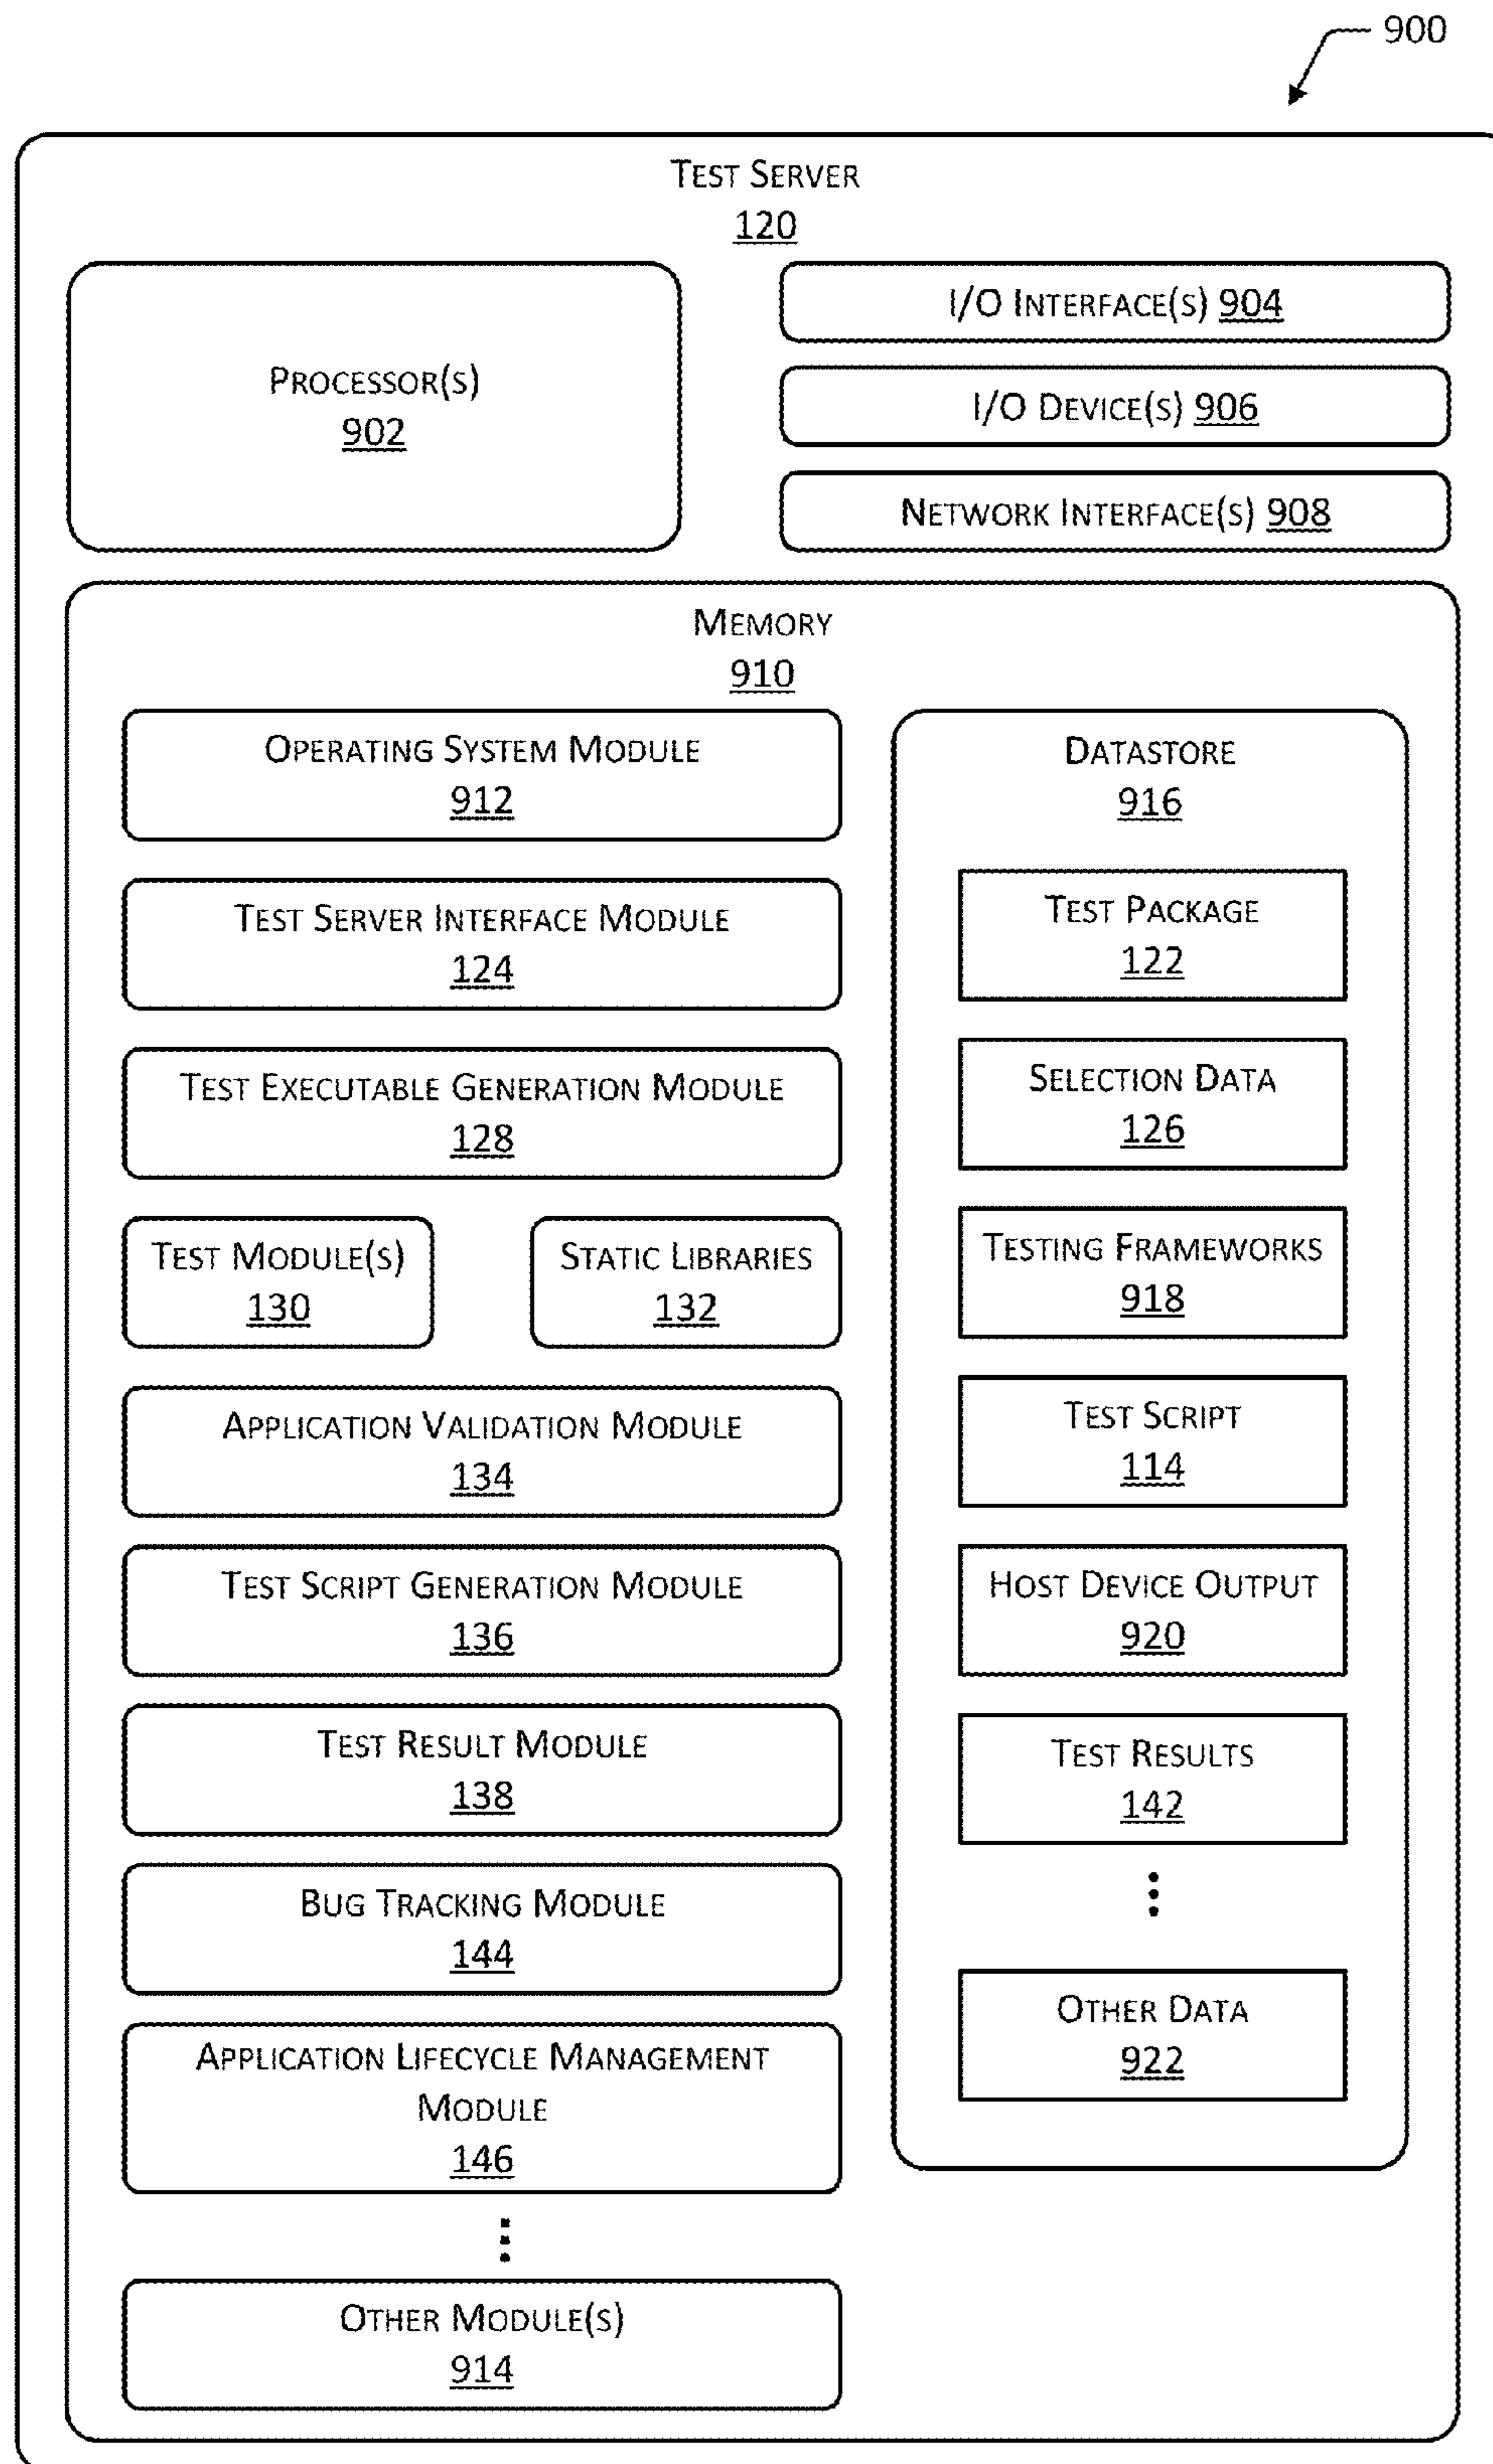 900
TEST SERVER
120
PROCESSOR(S)
902
I/O INTERFACE(S) 904
I/O DEVICE(S) 906
NETWORK INTERFACE(S) 908
MEMORY
910
OPERATING SYSTEM MODULE
912
TEST SERVER INTERFACE MODULE
124
TEST EXECUTABLE GENERATION MODULE
128
TEST MODULE(S)
130
STATIC LIBRARIES
132
APPLICATION VALIDATION MODULE
134
TEST SCRIPT GENERATION MODULE
136
TEST RESULT MODULE
138
BUG TRACKING MODULE
144
APPLICATION LIFECYCLE MANAGEMENT
MODULE
146
OTHER MODULE(S)
914
DATASTORE
916
TEST PACKAGE
122
SELECTION DATA
126
TESTING FRAMEWORKS
918
TEST SCRIPT
114
HOST DEVICE OUTPUT
920
TEST RESULTS
142
OTHER DATA
922